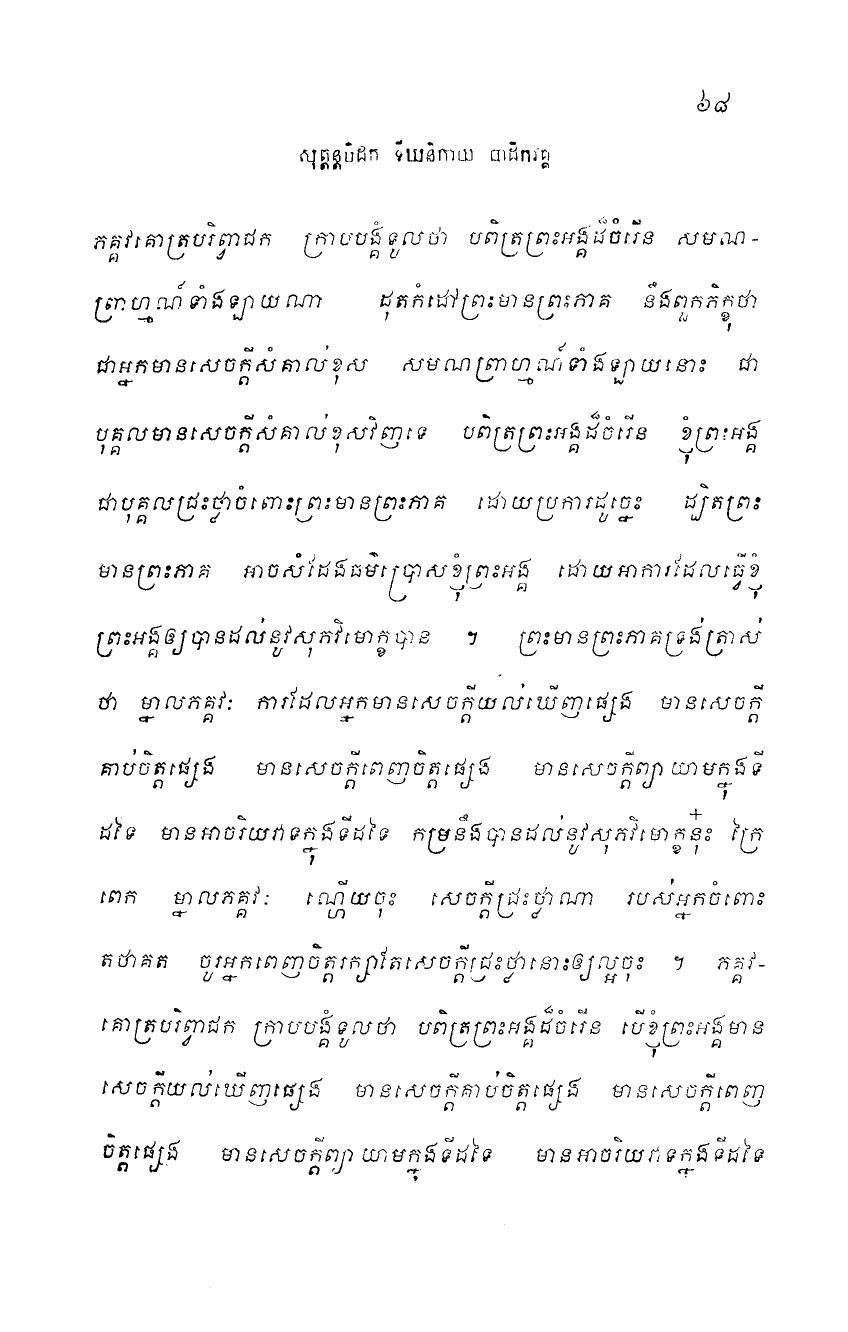 ៦៨
សុត្តន្តបិដក ទីឃនិកាយ បាដិកវគ្គ
ភគ្គវគោត្របរិព្វាជក ក្រាបបង្គំទូលថា បពិត្រព្រះអង្គដ៏ចំរើន សមណ-
ព្រាហ្មណ៍ទាំងឡាយណា ដុតកំដៅព្រះមានព្រះភាគ នឹងពួកភិក្ខុថា
ជាអ្នកមានសេចក្តីសំគាល់ខុស សមណព្រាហ្មណ៍ទាំងឡាយនោះ ជា
បុគ្គលមានសេចក្តីសំគាល់ខុសវិញទេ បពិត្រព្រះអង្គដ៏ចំរើន ខ្ញុំព្រះអង្គ
ជាបុគ្គលជ្រះថ្លាចំពោះព្រះមានព្រះភាគ ដោយប្រការដូច្នេះ ដ្បិតព្រះ
មានព្រះភាគ អាចសំដែងធម៌ប្រោសខ្ញុំព្រះអង្គ ដោយអាការដែលធ្វើខ្ញុំ
ព្រះអង្គឲ្យបានដល់នូវសុភវិមោក្ខបាន ។ ព្រះមានព្រះភាគទ្រង់ត្រាស់
ថា ម្នាលភគ្គវៈ ការដែលអ្នកមានសេចក្តីយល់ឃើញផ្សេង មានសេចក្តី
គាប់ចិត្តផ្សេង មានសេចក្តីពេញចិត្តផ្សេង មានសេចក្តីព្យាយាមក្នុងទី
ដទៃ មានអាចរិយវាទក្នុងទីដទៃ កម្រនឹងបានដល់នូវសុភវិមោក្ខនុ៎ះ ក្រៃ
ពេក ម្នាលភគ្គវៈ ណ្ហើយចុះ សេចក្តីជ្រះថ្លាណា របស់អ្នកចំពោះ
តថាគត ចូរអ្នកពេញចិត្តរក្សាតែសេចក្តីជ្រះថ្លានោះឲ្យល្អចុះ ។ ភគ្គវ-
គោត្របរិព្វាជក ក្រាបបង្គំទូលថា បពិត្រព្រះអង្គដ៏ចំរើន បើខ្ញុំព្រះអង្គមាន
សេចក្តីយល់ឃើញផ្សេង មានសេចក្តីគាប់ចិត្តផ្សេង មានសេចក្តីពេញ
ចិត្តផ្សេង មានសេចក្តីព្យាយាមក្នុងទីដទៃ មានអាចរិយវាទក្នុងទីដទៃ